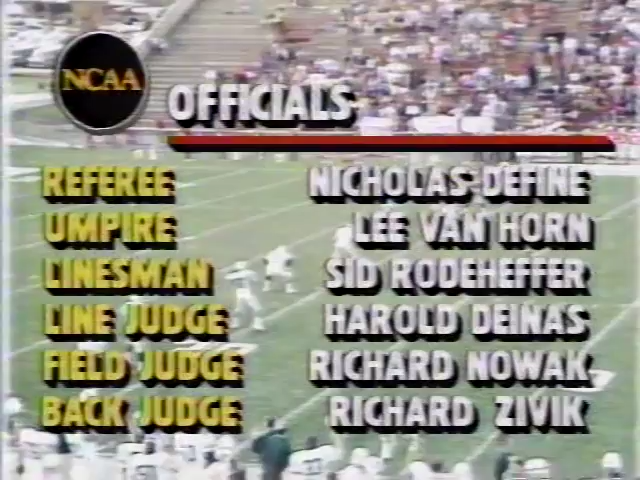 NCAA
OFFICIALS
REFEREE NICHOLAS DEFINE
UMPIRE LEE VAN HORN
LINESMAN SID RODEHEFFER
LINE JUDGE HAROLD DEINAS
FIELD JUDGE RICHARD NOWAK
BACK JUDGE RICHARD ZIVIK